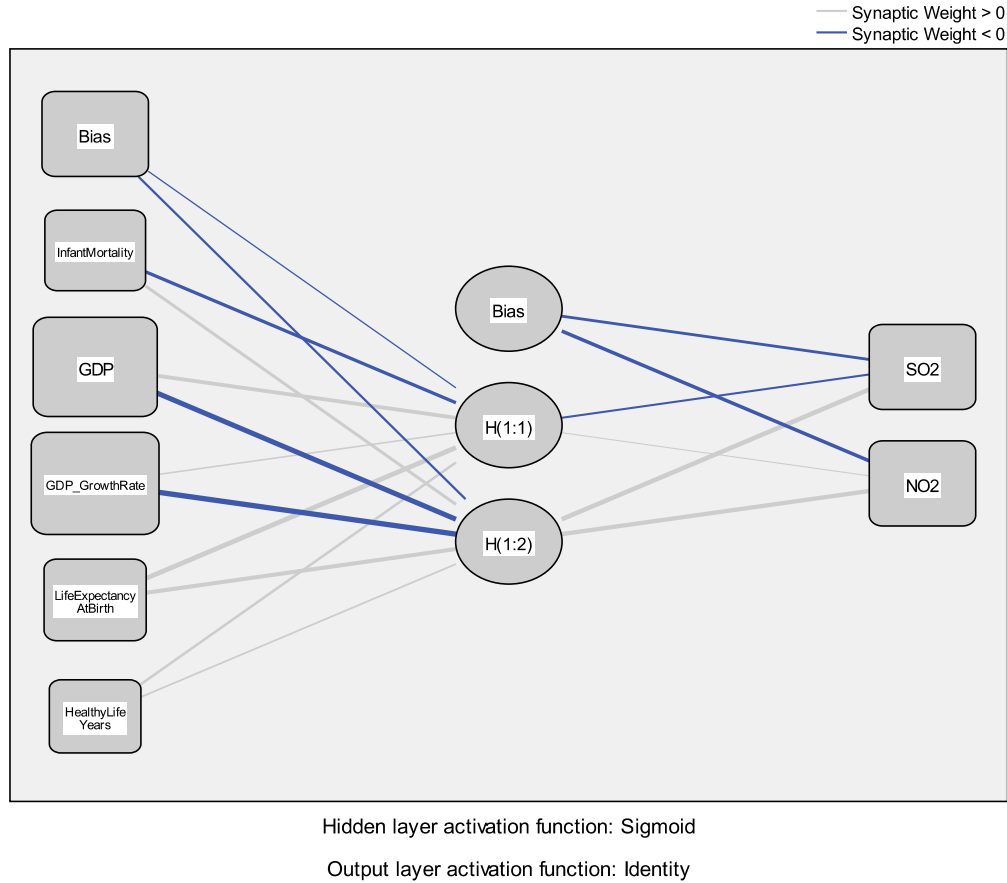 Synaptic Weight > 0
Synaptic Weight < 0
Bias
InfantMortality
GDP
GDP_GrowthRate
LifeExpectancy
AtBirth
HealthyLife
Years
Bias
H(1:1)
H(1:2)
SO2
NO2
Hidden layer activation function: Sigmoid
Output layer activation function: Identity